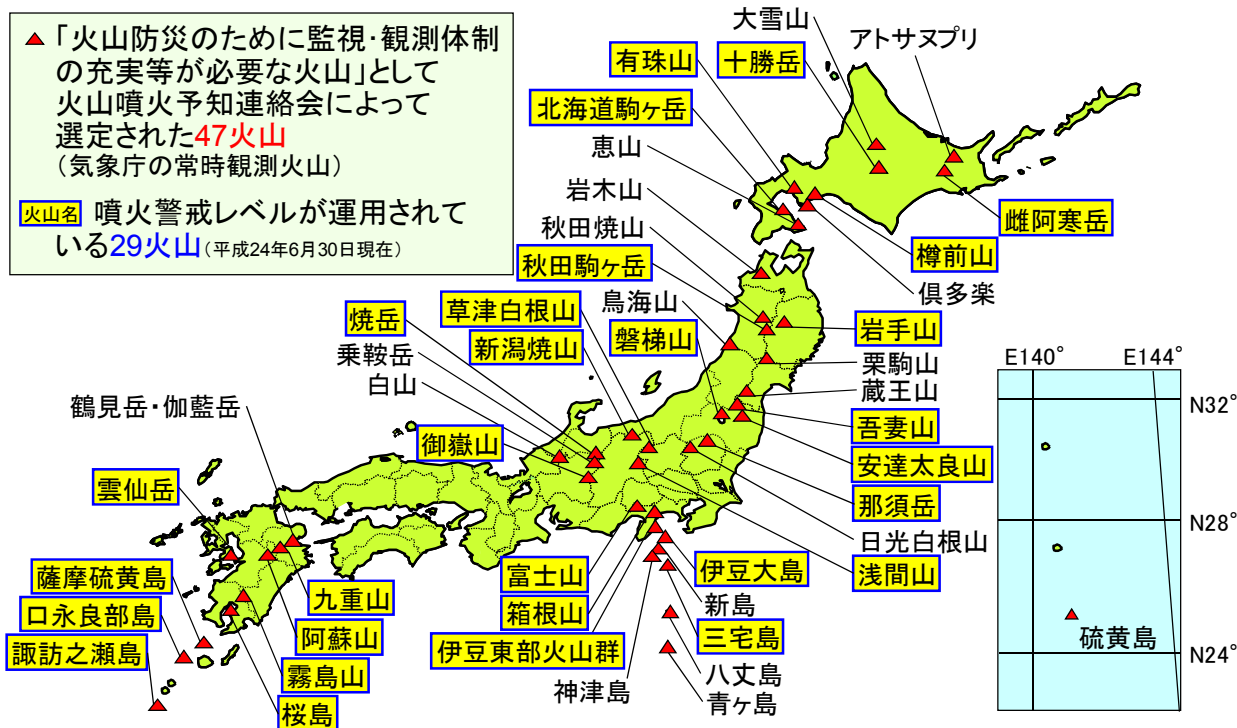 「火山防災のために監視・観測体制
の充実等が必要な火山」として
火山噴火予知連絡会によって
選定された47火山
（気象庁の常時観測火山）
火山名 噴火警戒レベルが運用されて
いる29火山（平成24年6月30日現在）
大雪山
アトサヌプリ
有珠山
十勝岳
北海道駒ヶ岳
恵山
岩木山
秋田焼山
秋田駒ヶ岳
鳥海山
草津白根山
磐梯山
焼岳
新潟焼山
乗鞍岳
白山
鶴見岳・伽藍岳
御嶽山
雲仙岳
薩摩硫黄島
口永良部島
諏訪之瀬島
雌阿寒岳
樽前山
倶多楽
岩手山
栗駒山
蔵王山
吾妻山
安達太良山
那須岳
日光白根山
浅間山
富士山
箱根山
伊豆東部火山群
神津島
伊豆大島
新島
三宅島
八丈島
青ヶ島
九重山
阿蘇山
霧島山
桜島
E140°
E144°
N32°
N28°
硫黄島
N24°